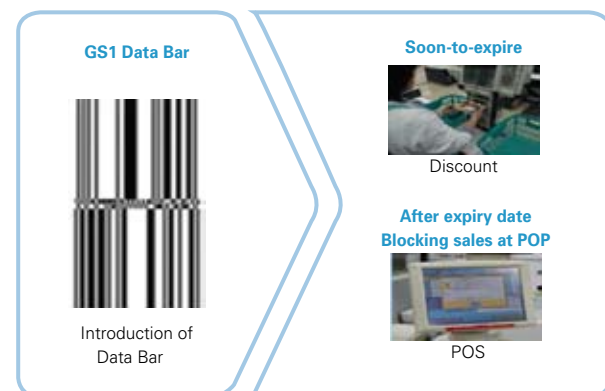 GS1 Data Bar
Introduction of
Data Bar
Soon-to-expire
Discount
After expiry date
Blocking sales at POP
POS